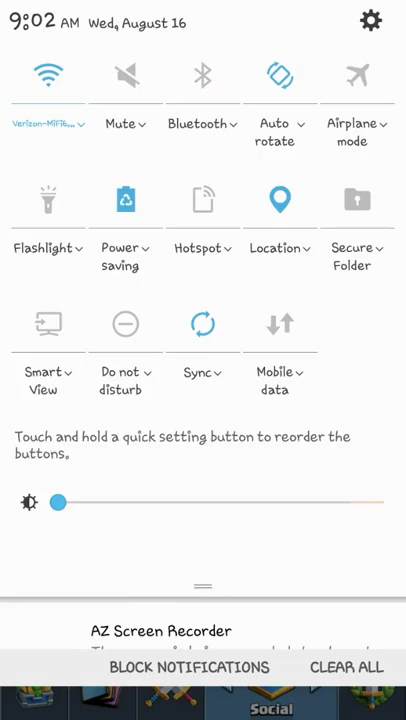 9:02 AM Wed, August 16
Verizon-MiFi6...
Mute
Bluetooth
Auto
rotate
Airplane
mode
Flashlight
Power
saving
Hotspot
Location
Secure
Folder
Smart
View
Do not
disturb
Sync
Mobile
data
Touch and hold a quick setting button to reorder the
buttons.
AZ Screen Recorder
BLOCK NOTIFICATIONS CLEAR ALL
Social